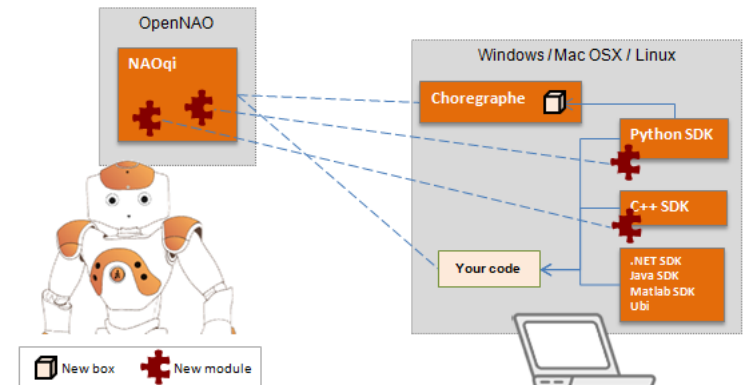 OpenNAO
NAOqi
Windows / Mac OSX / Linux
Choregraphe
Python SDK
C++ SDK
.NET SDK
Java SDK
Matlab SDK
Ubi
Your code
New box
New module